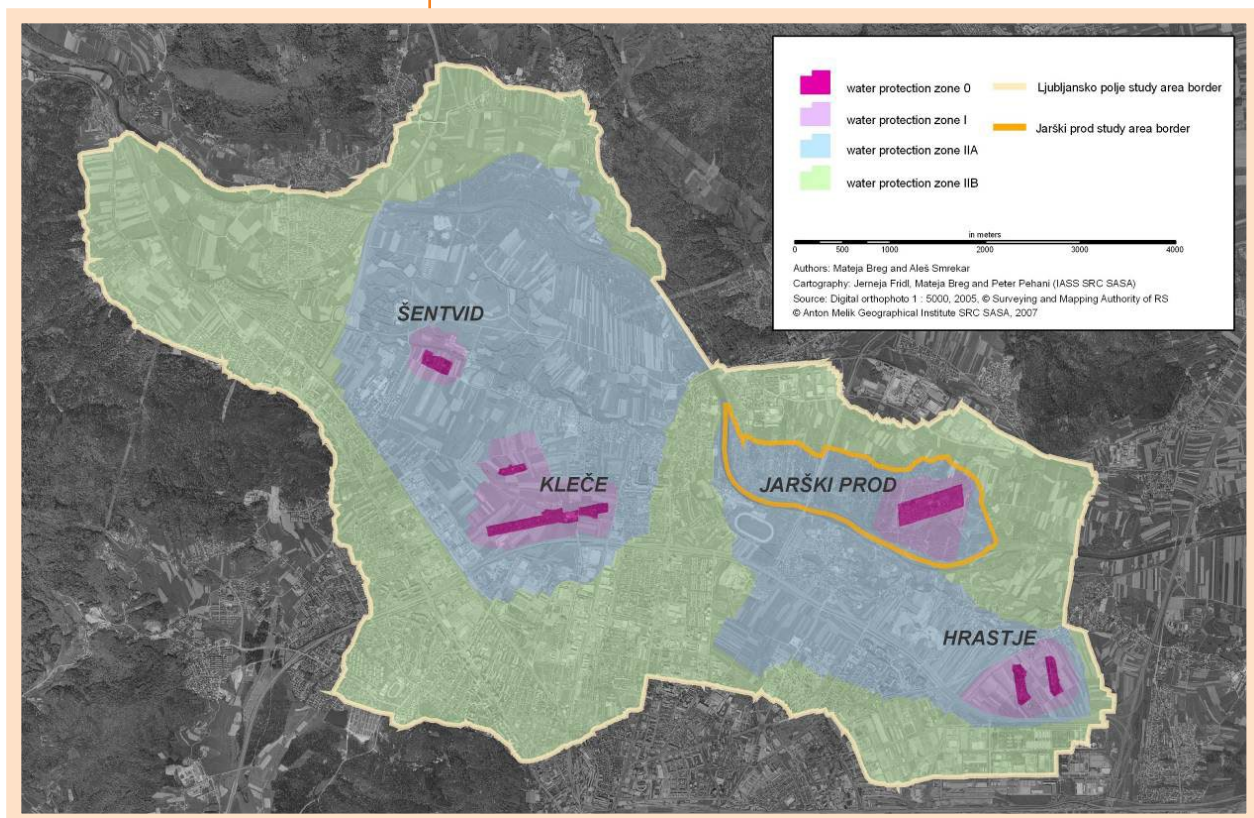 water protection zone 0
water protection zone I
water protection zone IIA
water protection zone IIB
Ljubljansko polje study area border
Jarški prod study area border
in meters
0 500 1000 2000 3000 4000
Authors: Mateja Breg and Aleš Smrekar
Cartography: Jerneja Fridl, Mateja Breg and Peter Pehani (IASS SRC SASA)
Source: Digital orthophoto 1 : 5000, 2005, © Surveying and Mapping Authority of RS
© Anton Melik Geographical Institute SRC SASA, 2007
ŠENTVID
KLEČE
JARŠKI PROD
HRASTJE